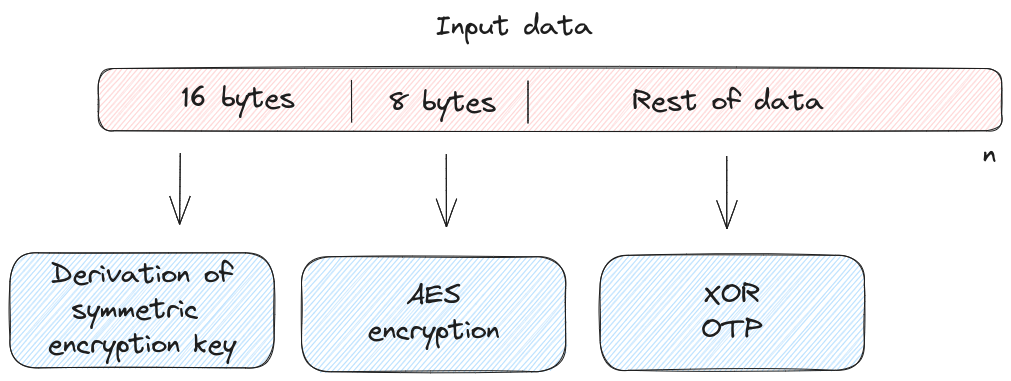 Input data
16 bytes
8 bytes
Rest of data
n
Derivation of
symmetric
encryption key
AES
encryption
XOR
OTP